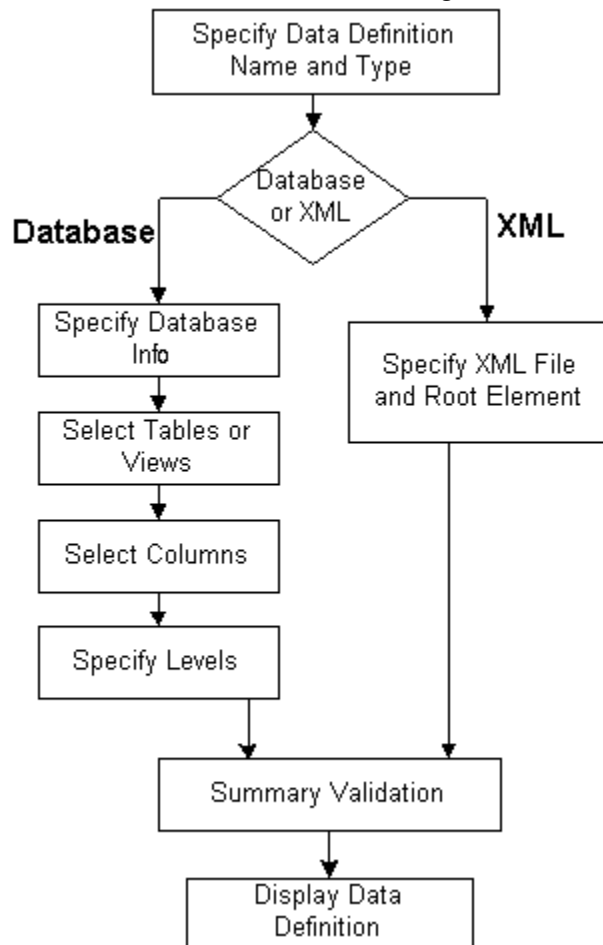 Specify Data Definition
Name and Type
Database
or XML
Database
XML
Specify Database
Info
Specify XML File
and Root Element
Select Tables or
Views
Select Columns
Specify Levels
Summary Validation
Display Data
Definition